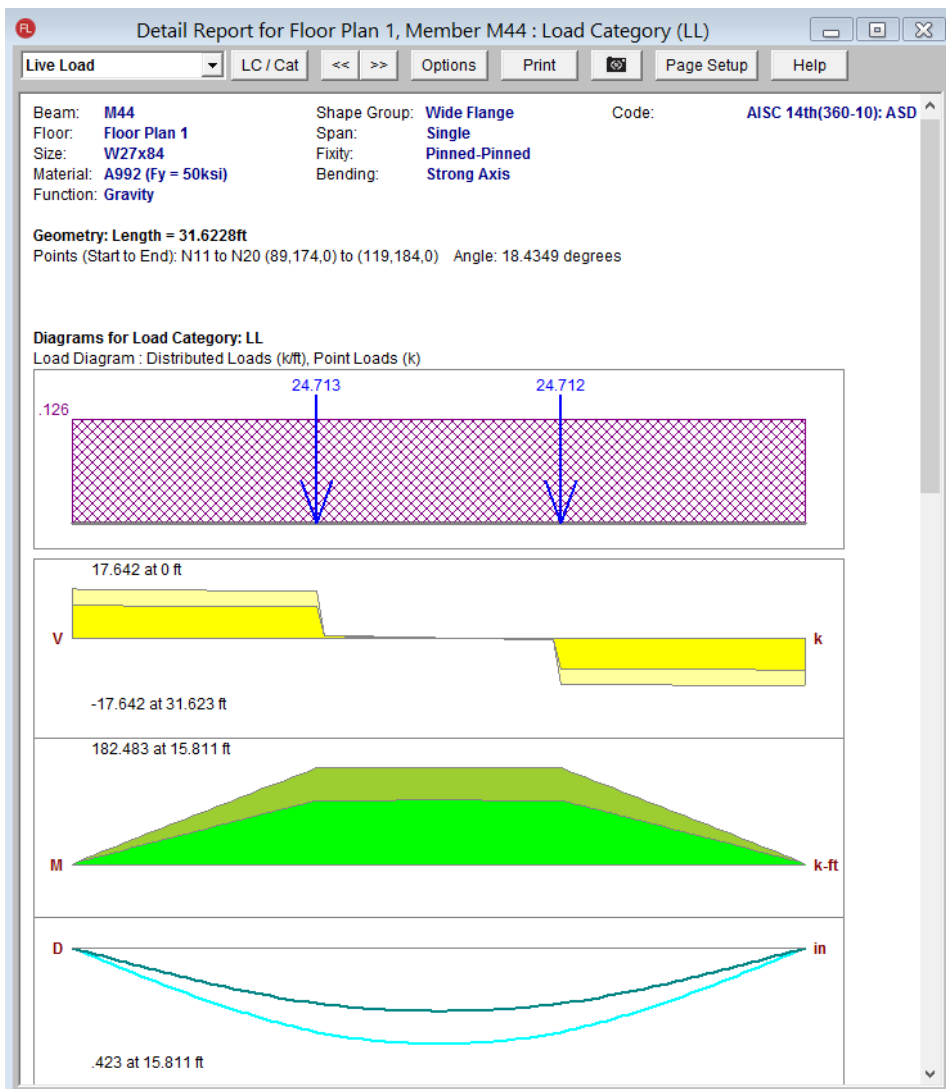 FL
Detail Report for Floor Plan 1, Member M44 : Load Category (LL)
Live Load LC / Cat << >> Options Print Page Setup Help
Beam: M44 Shape Group: Wide Flange Code: AISC 14th(360-10): ASD
Floor: Floor Plan 1 Span: Single
Size: W27x84 Fixity: Pinned-Pinned
Material: A992 (Fy = 50ksi) Bending: Strong Axis
Function: Gravity
Geometry: Length = 31.6228ft
Points (Start to End): N11 to N20 (89,174,0) to (119,184,0) Angle: 18.4349 degrees
Diagrams for Load Category: LL
Load Diagram : Distributed Loads (k/ft), Point Loads (k)
24.713 24.712
.126
17.642 at 0 ft
V k
-17.642 at 31.623 ft
182.483 at 15.811 ft
M k-ft
D in
.423 at 15.811 ft